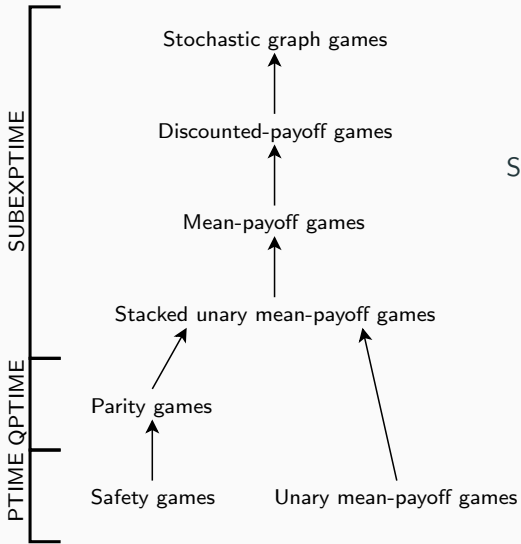 Stochastic graph games
Discounted-payoff games
S
Mean-payoff games
Stacked unary mean-payoff games
Parity games
Safety games
Unary mean-payoff games
SUBEXPTIME
QPTIME
PTIME